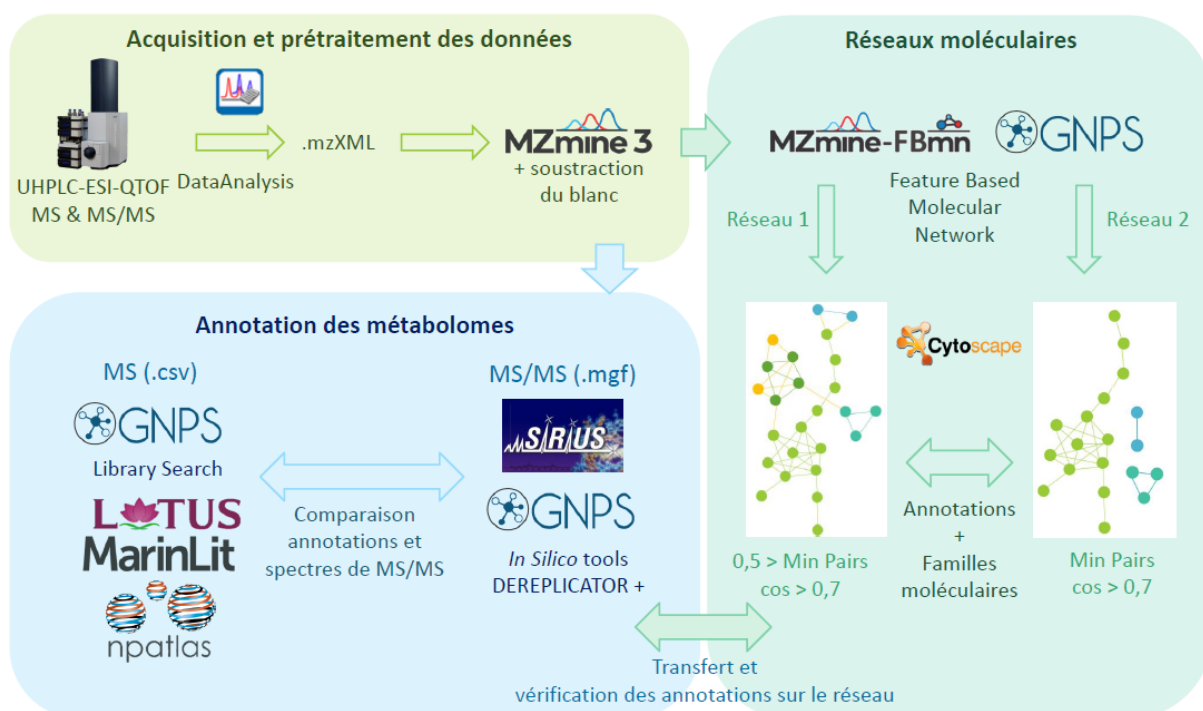 Acquisition et prétraitement des données
UHPLC-ESI-QTOF
MS & MS/MS
DataAnalysis
.mzXML
MZmine 3
+ soustraction
du blanc
Réseaux moléculaires
MZmine-FBmn
GNPS
Feature Based
Molecular
Network
Réseau 1
Réseau 2
Cytoscape
Annotations
+
Familles
moléculaires
0,5 > Min Pairs
cos > 0,7
Min Pairs
cos > 0,7
Annotation des métabolomes
MS (.csv)
GNPS
Library Search
LOTUS
MarinLit
npatlas
Comparaison
annotations et
spectres de MS/MS
MS/MS (.mgf)
SIRIUS
GNPS
In Silico tools
DEREPLICATOR +
Transfert et
vérification des annotations sur le réseau